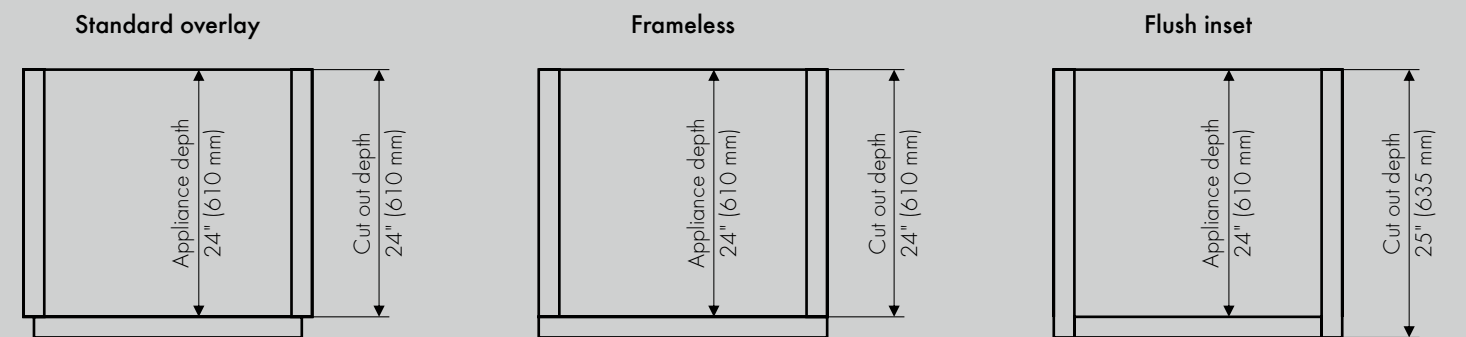 Standard overlay
Appliance depth
24" (610 mm)
Cut out depth
24" (610 mm)
Frameless
Appliance depth
24" (610 mm)
Cut out depth
24" (610 mm)
Flush inset
Appliance depth
24" (610 mm)
Cut out depth
25" (635 mm)